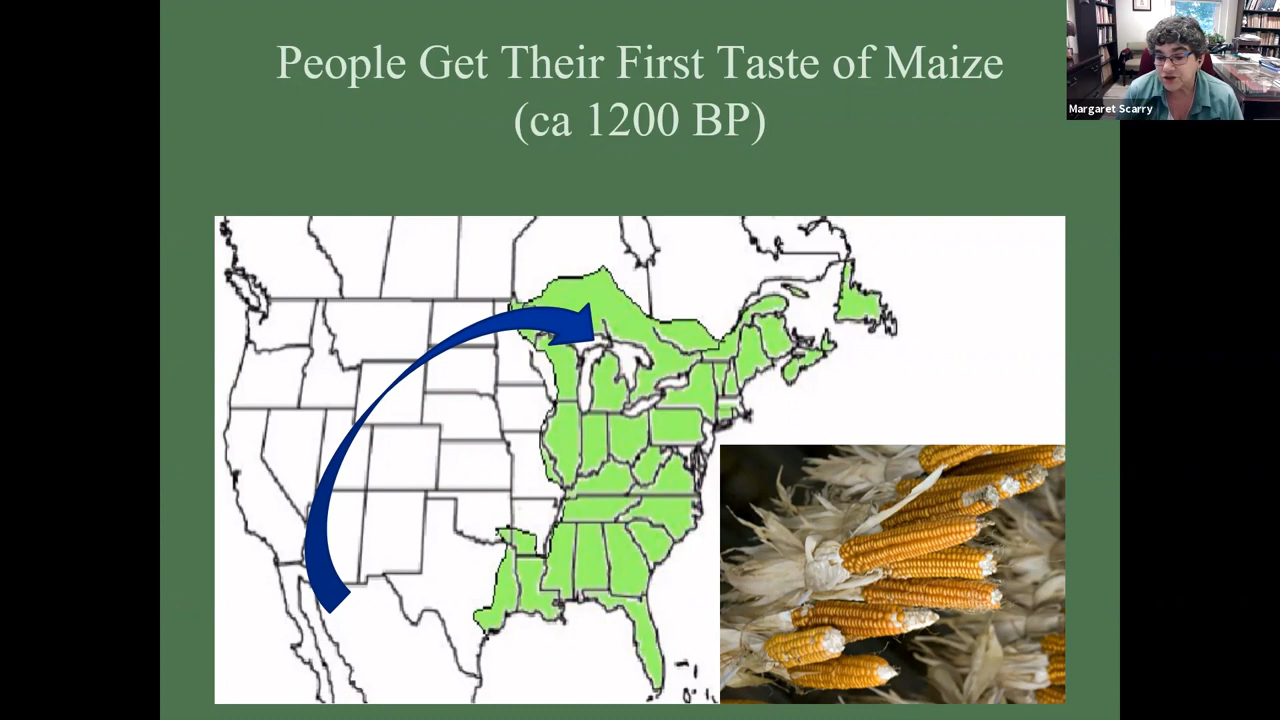 People Get Their First Taste of Maize
(ca 1200 BP)
Margaret Scarry